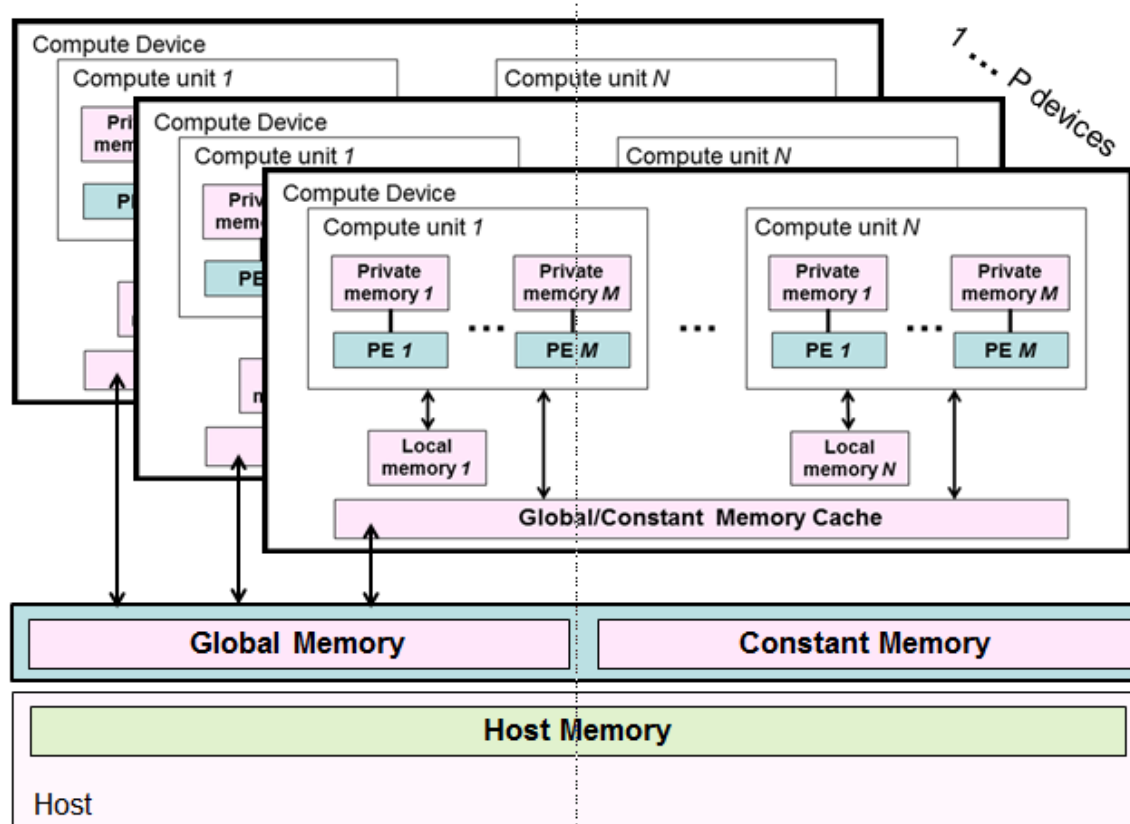 Compute Device
Compute unit 1
Compute unit N
1 ... P devices
Compute Device
Compute unit 1
Compute unit N
Compute Device
Compute unit 1
Compute unit N
Private
memory 1
Private
memory M
Private
memory 1
Private
memory M
...
...
...
PE 1
PE M
PE 1
PE M
Local
memory 1
Local
memory N
Global/Constant Memory Cache
Global Memory
Constant Memory
Host Memory
Host